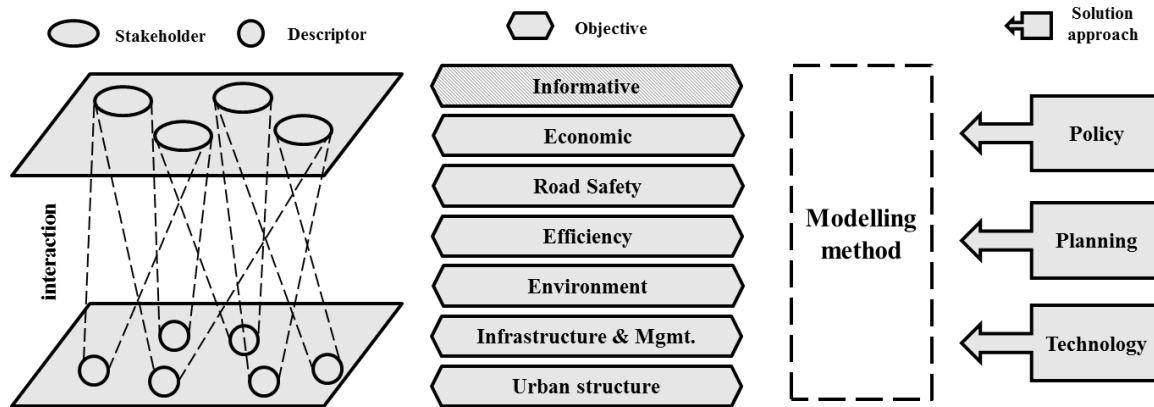 Stakeholder
Descriptor
Objective
Solution
approach
interaction
Informative
Economic
Road Safety
Efficiency
Environment
Infrastructure & Mgmt.
Urban structure
Modelling
method
Policy
Planning
Technology